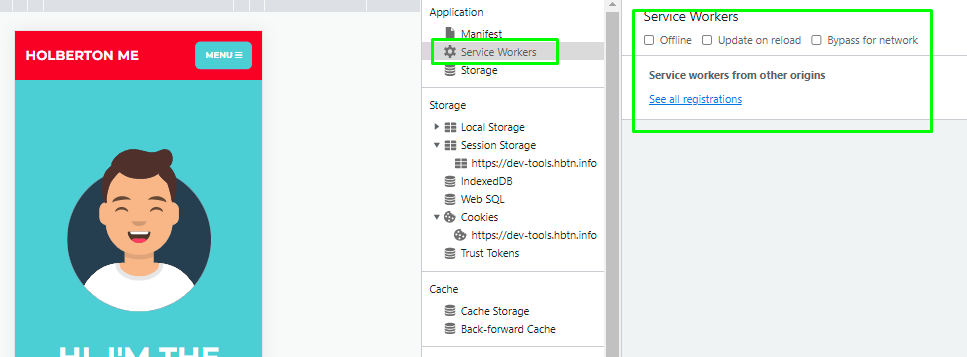 HOLBERTON ME
MENU
HI, I'M THE
Application
Manifest
Service Workers
Storage
Storage
Local Storage
Session Storage
https://dev-tools.hbtn.info
IndexedDB
Web SQL
Cookies
https://dev-tools.hbtn.info
Trust Tokens
Cache
Cache Storage
Back-forward Cache
Service Workers
Offline Update on reload Bypass for network
Service workers from other origins
See all registrations